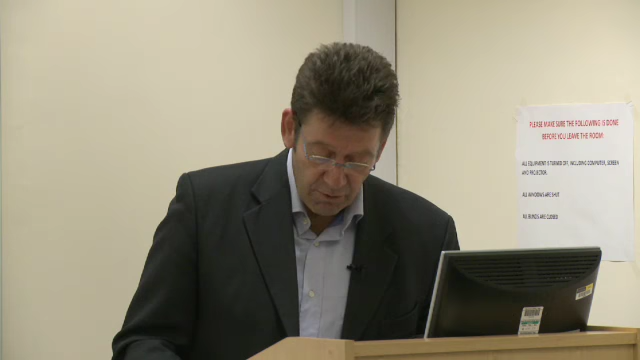 PLEASE MAKE SURE THE FOLLOWING IS DONE
BEFORE YOU LEAVE THE ROOM
ALL EQUIPMENT IS TURNED OFF, INCLUDING COMPUTER, SCREEN
AND PROJECTOR.
ALL WINDOWS ARE SHUT
ALL BLINDS ARE CLOSED